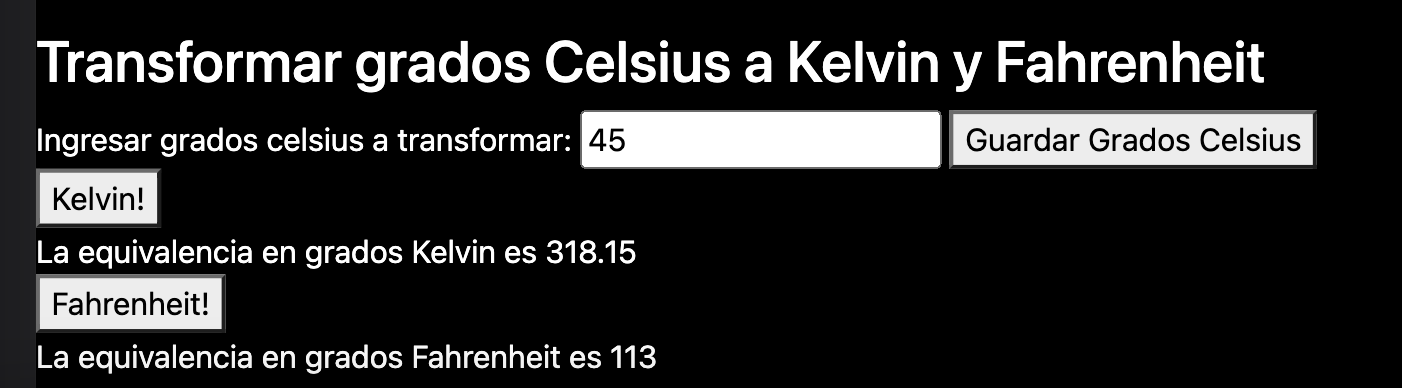 Transformar grados Celsius a Kelvin y Fahrenheit
Ingresar grados celsius a transformar: 45 Guardar Grados Celsius
Kelvin!
La equivalencia en grados Kelvin es 318.15
Fahrenheit!
La equivalencia en grados Fahrenheit es 113